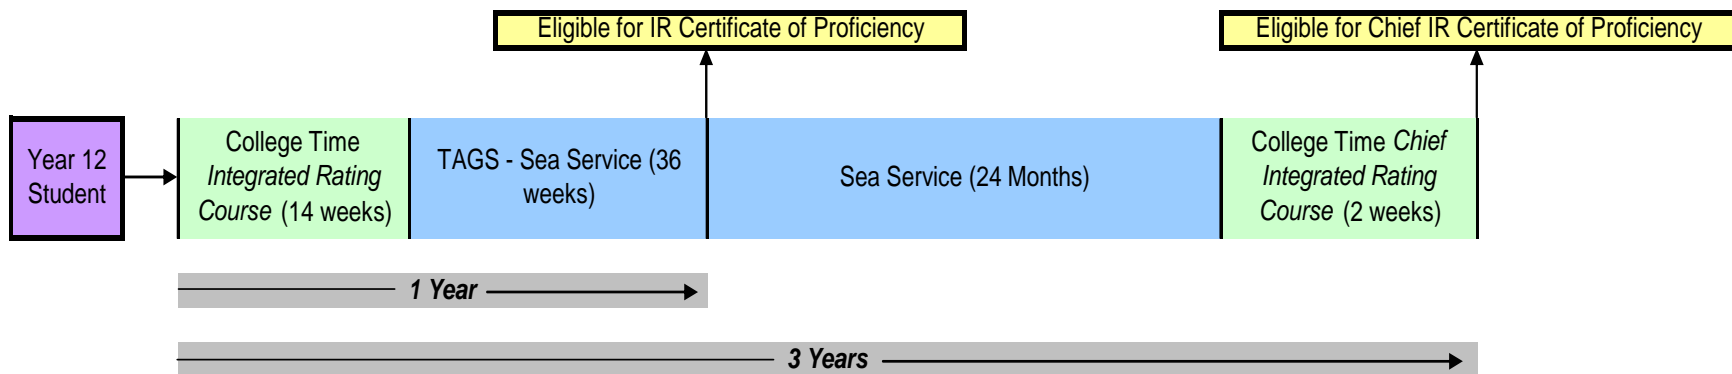 Eligible for IR Certificate of Proficiency
Eligible for Chief IR Certificate of Proficiency
Year 12
Student
College Time
Integrated Rating
Course (14 weeks)
TAGS - Sea Service (36
weeks)
Sea Service (24 Months)
College Time Chief
Integrated Rating
Course (2 weeks)
1 Year
3 Years